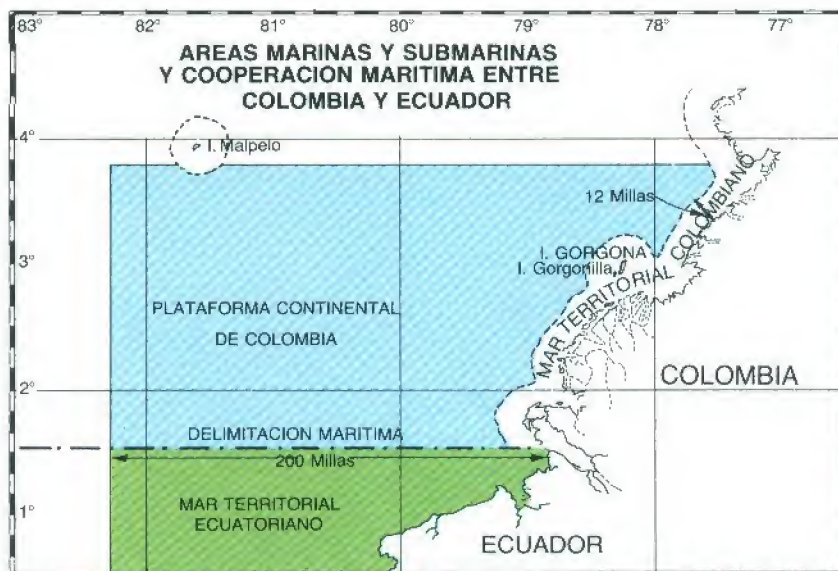 83° 82° 81° 80° 79° 78° 77°
AREAS MARINAS Y SUBMARINAS
Y COOPERACION MARITIMA ENTRE
COLOMBIA Y ECUADOR
4°
I. Malpelo
12 Millas
COLOMBIANO
3°
I. GORGONA
I. Gorgonilla
MAR TERRITORIAL
PLATAFORMA CONTINENTAL
DE COLOMBIA
COLOMBIA
2°
DELIMITACION MARITIMA
200 Millas
1°
MAR TERRITORIAL
ECUATORIANO
ECUADOR